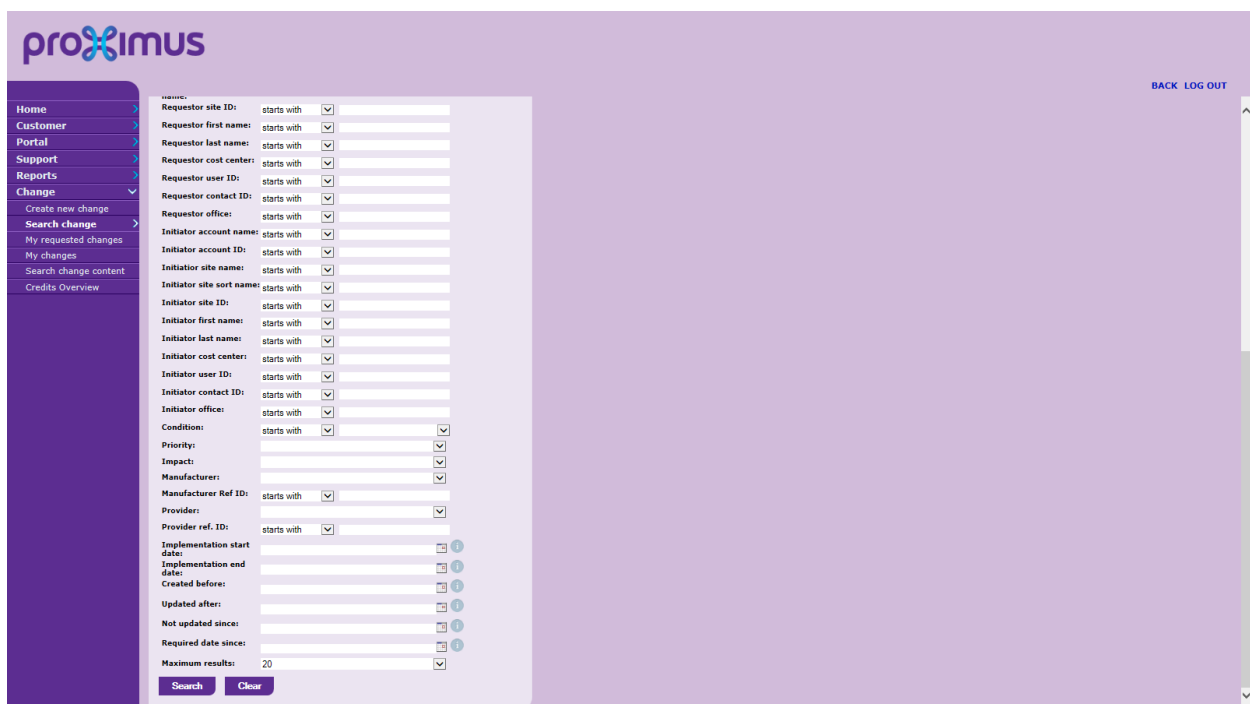 proximus
BACK LOG OUT
Home
Customer
Portal
Support
Reports
Change
Create new change
Search change
My requested changes
My changes
Search change content
Credits Overview
name:
Requestor site ID: starts with
Requestor first name: starts with
Requestor last name: starts with
Requestor cost center: starts with
Requestor user ID: starts with
Requestor contact ID: starts with
Requestor office: starts with
Initiator account name: starts with
Initiator account ID: starts with
Initiatior site name: starts with
Initiator site sort name: starts with
Initiator site ID: starts with
Initiator first name: starts with
Initiator last name: starts with
Initiator cost center: starts with
Initiator user ID: starts with
Initiator contact ID: starts with
Initiator office: starts with
Condition: starts with
Priority:
Impact:
Manufacturer:
Manufacturer Ref ID: starts with
Provider:
Provider ref. ID: starts with
Implementation start
date:
Implementation end
date:
Created before:
Updated after:
Not updated since:
Required date since:
Maximum results: 20
Search Clear